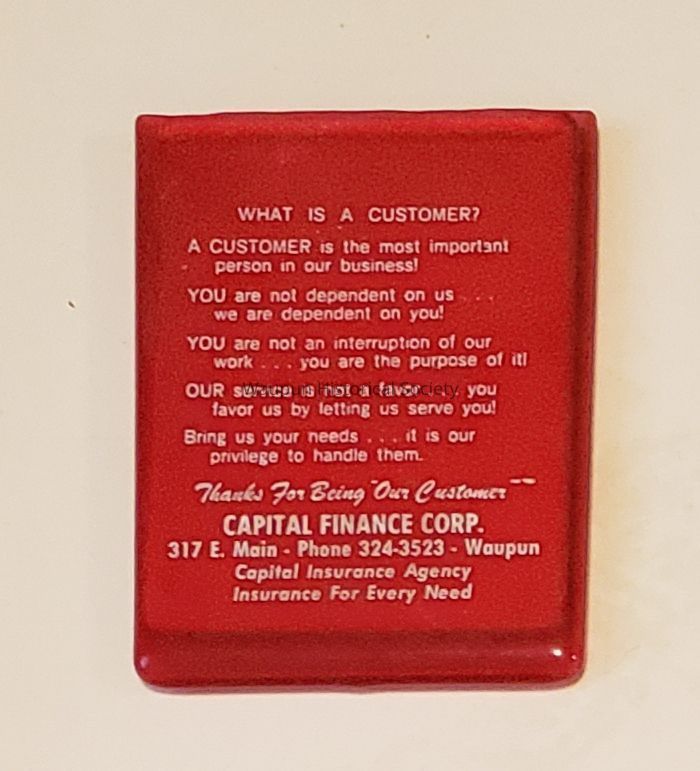 WHAT IS A CUSTOMER?
A CUSTOMER is the most important
person in our business!
YOU are not dependent on us . . .
we are dependent on you!
YOU are not an interruption of our
work . . . you are the purpose of it!
OUR is not a favor . . . you
Waupun Historical Society
favor us by letting us serve you!
Bring us your needs . . . it is our
privilege to handle them.
Thanks For Being Our Customer
CAPITAL FINANCE CORP.
317 E. Main - Phone 324-3523 - Waupun
Capital Insurance Agency
Insurance For Every Need